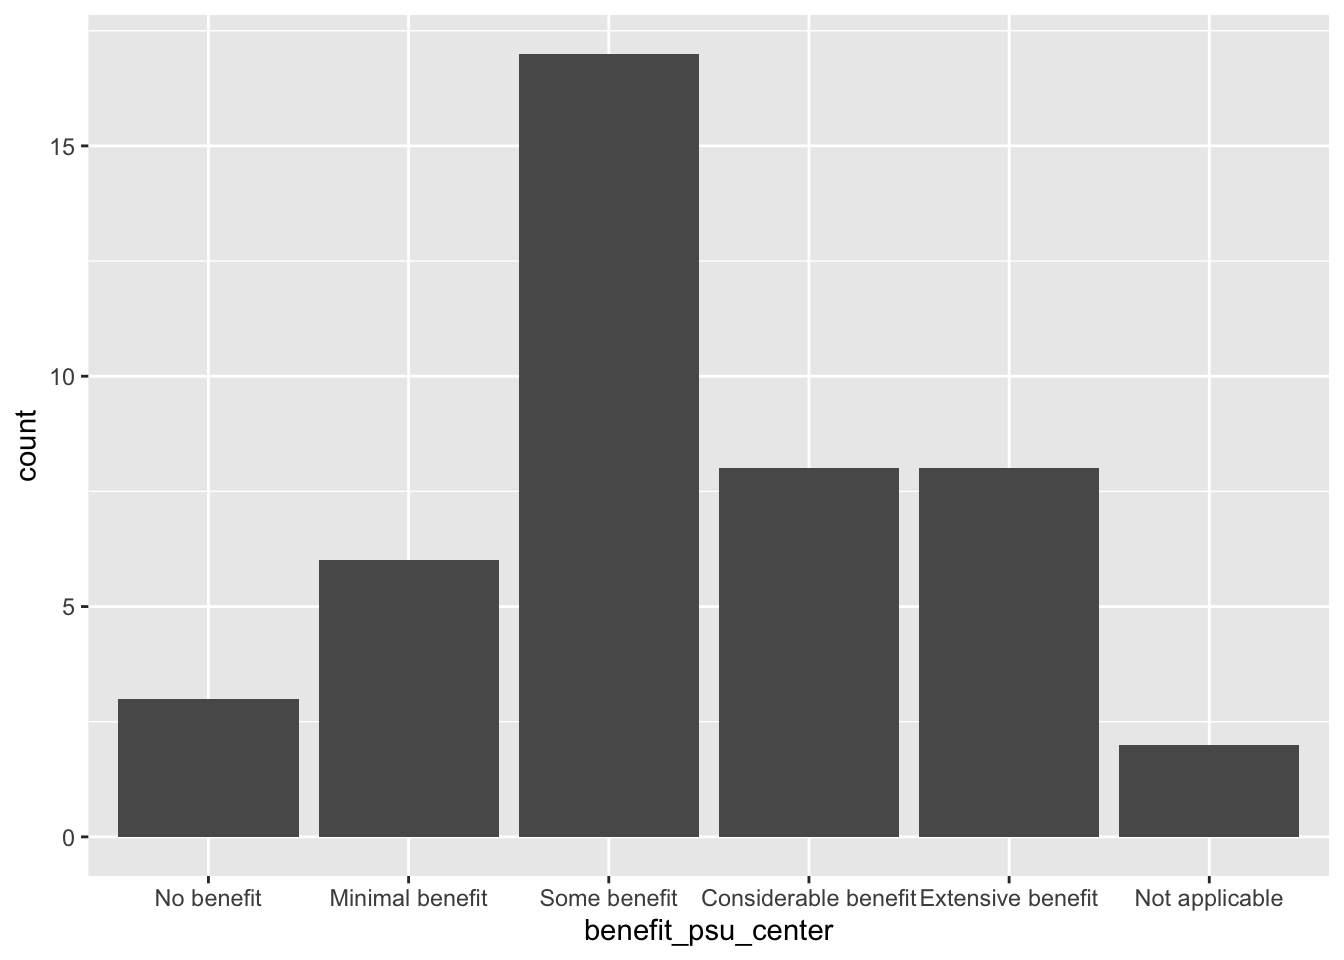 15
10
5
0
count
No benefit Minimal benefit Some benefit Considerable benefit Extensive benefit Not applicable
benefit_psu_center